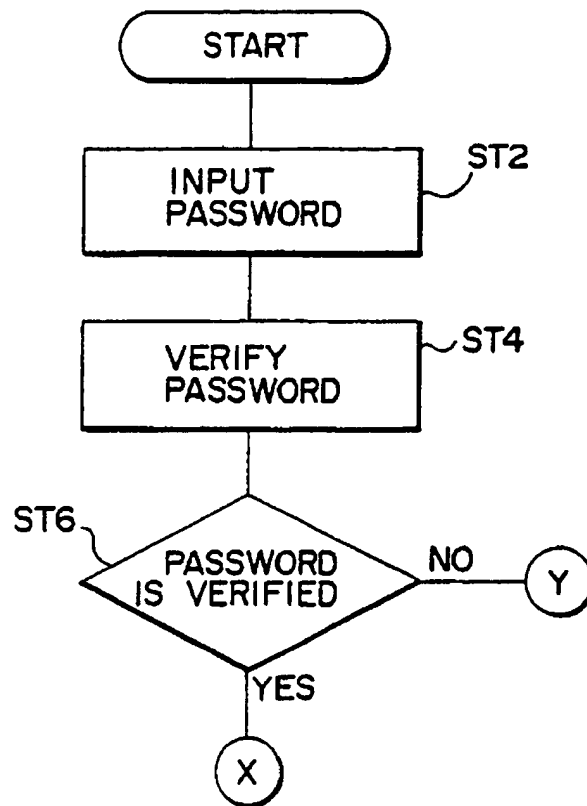 START
INPUT
PASSWORD
ST2
VERIFY
PASSWORD
ST4
ST6
PASSWORD
IS VERIFIED
NO
Y
YES
X